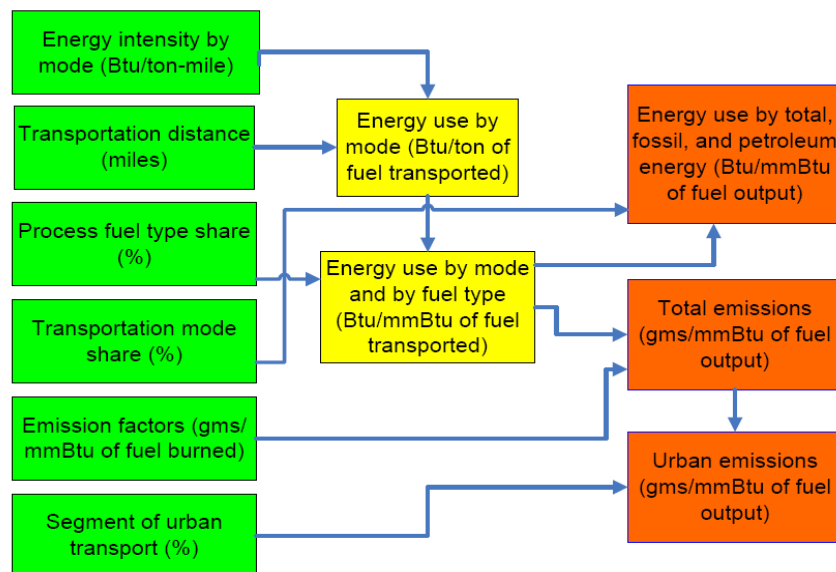 Energy intensity by
mode (Btu/ton-mile)
Transportation distance
(miles)
Process fuel type share
(%)
Transportation mode
share (%)
Emission factors (gms/
mmBtu of fuel burned)
Segment of urban
transport (%)
Energy use by
mode (Btu/ton of
fuel transported)
Energy use by mode
and by fuel type
(Btu/mmBtu of fuel
transported)
Energy use by total,
fossil, and petroleum
energy (Btu/mmBtu
of fuel output)
Total emissions
(gms/mmBtu of fuel
output)
Urban emissions
(gms/mmBtu of fuel
output)